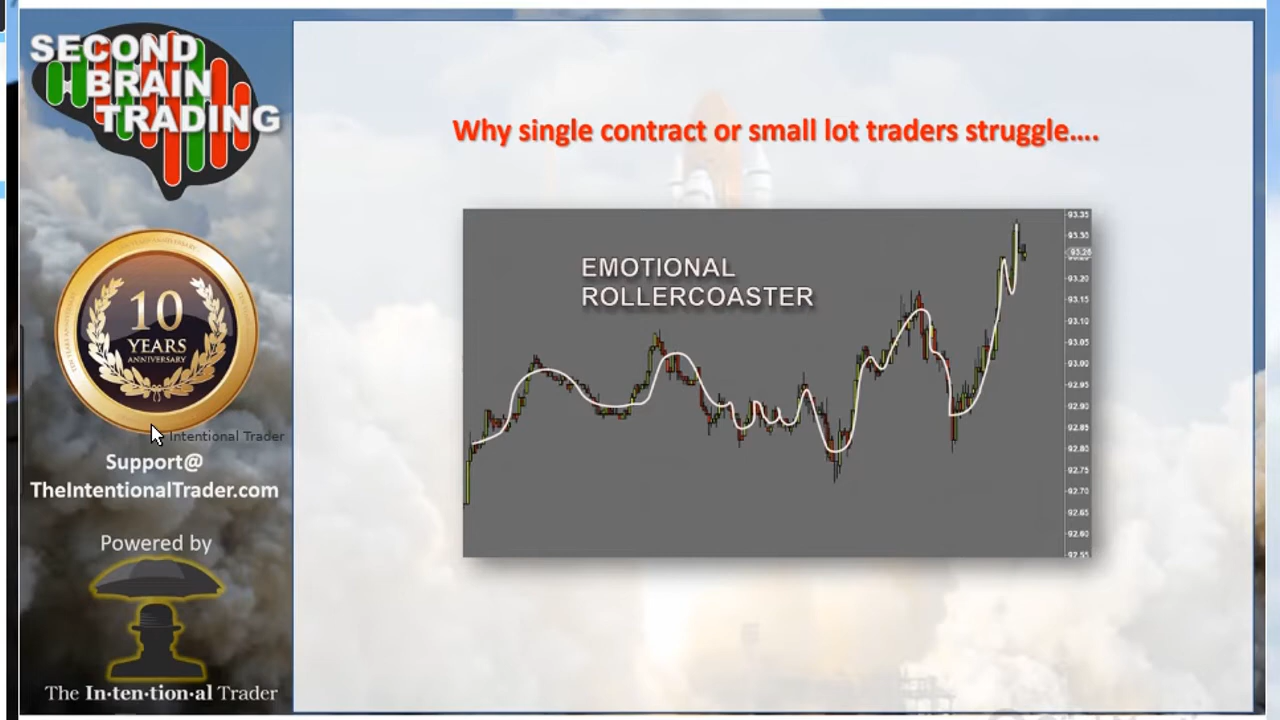 SECOND
BRAIN
TRADING
10
YEARS
ANNIVERSARY
Intentional Trader
Support@
TheIntentionalTrader.com
Powered by
The In·ten·tion·al Trader
Why single contract or small lot traders struggle....
EMOTIONAL
ROLLERCOASTER
93.35
93.30
93.26
93.20
93.15
93.10
93.05
93.00
92.95
92.90
92.85
92.80
92.75
92.70
92.65
92.60
92.55